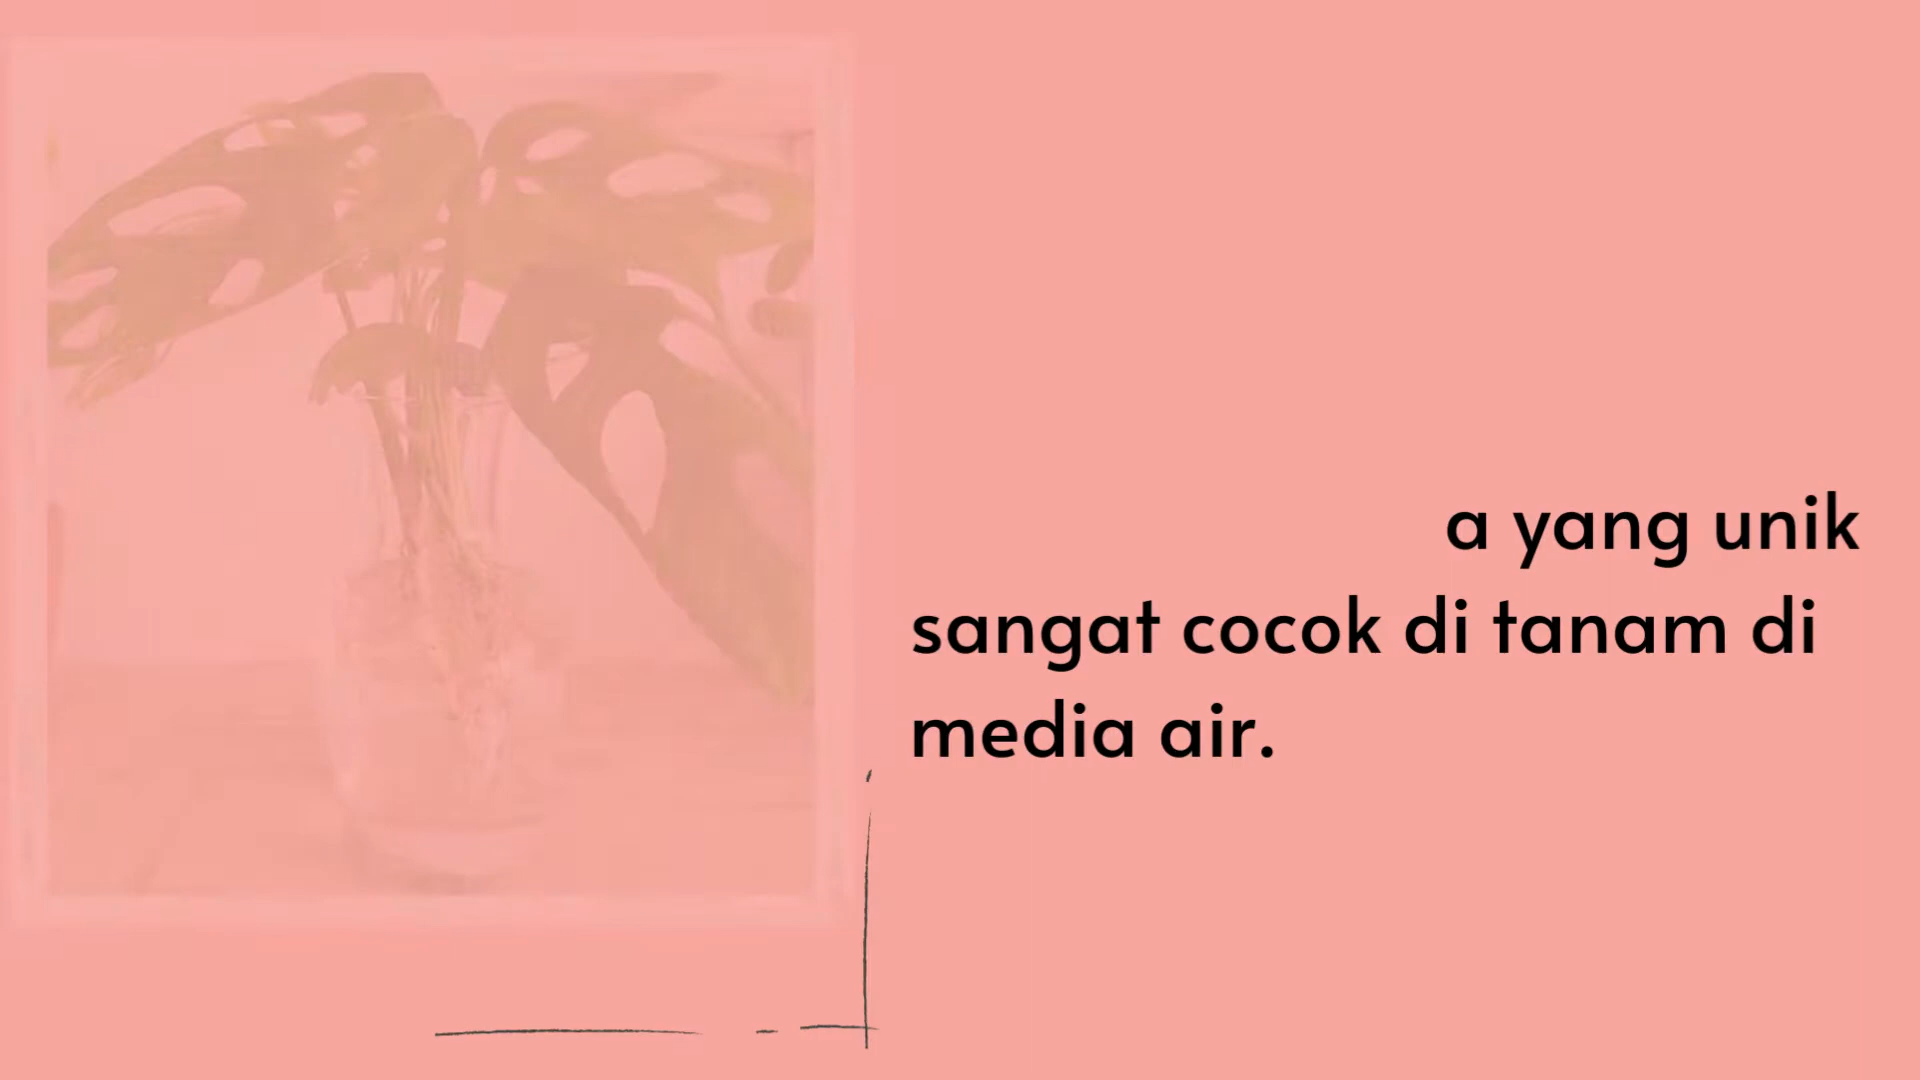 a yang unik
sangat cocok di tanam di
media air.